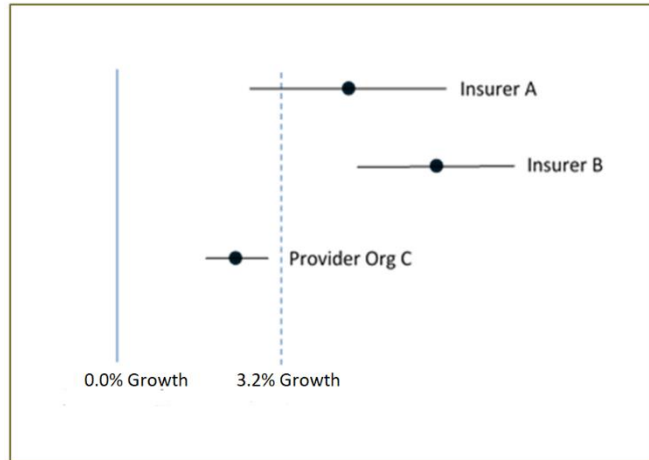 Insurer A
Insurer B
Provider Org C
0.0% Growth
3.2% Growth